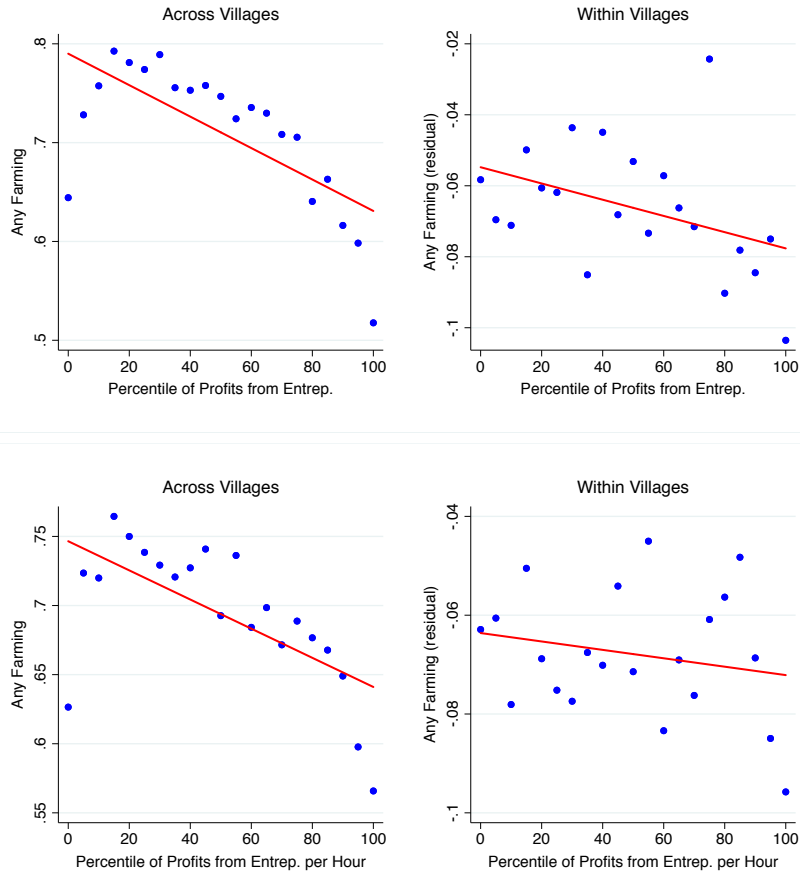 Across Villages
Any Farming
.8
.7
.6
.5
0 20 40 60 80 100
Percentile of Profits from Entrep.
Within Villages
Any Farming (residual)
-.02
-.04
-.06
-.08
-.1
0 20 40 60 80 100
Percentile of Profits from Entrep.
Across Villages
Any Farming
.75
.7
.65
.6
.55
0 20 40 60 80 100
Percentile of Profits from Entrep. per Hour
Within Villages
Any Farming (residual)
-.04
-.06
-.08
-.1
0 20 40 60 80 100
Percentile of Profits from Entrep. per Hour